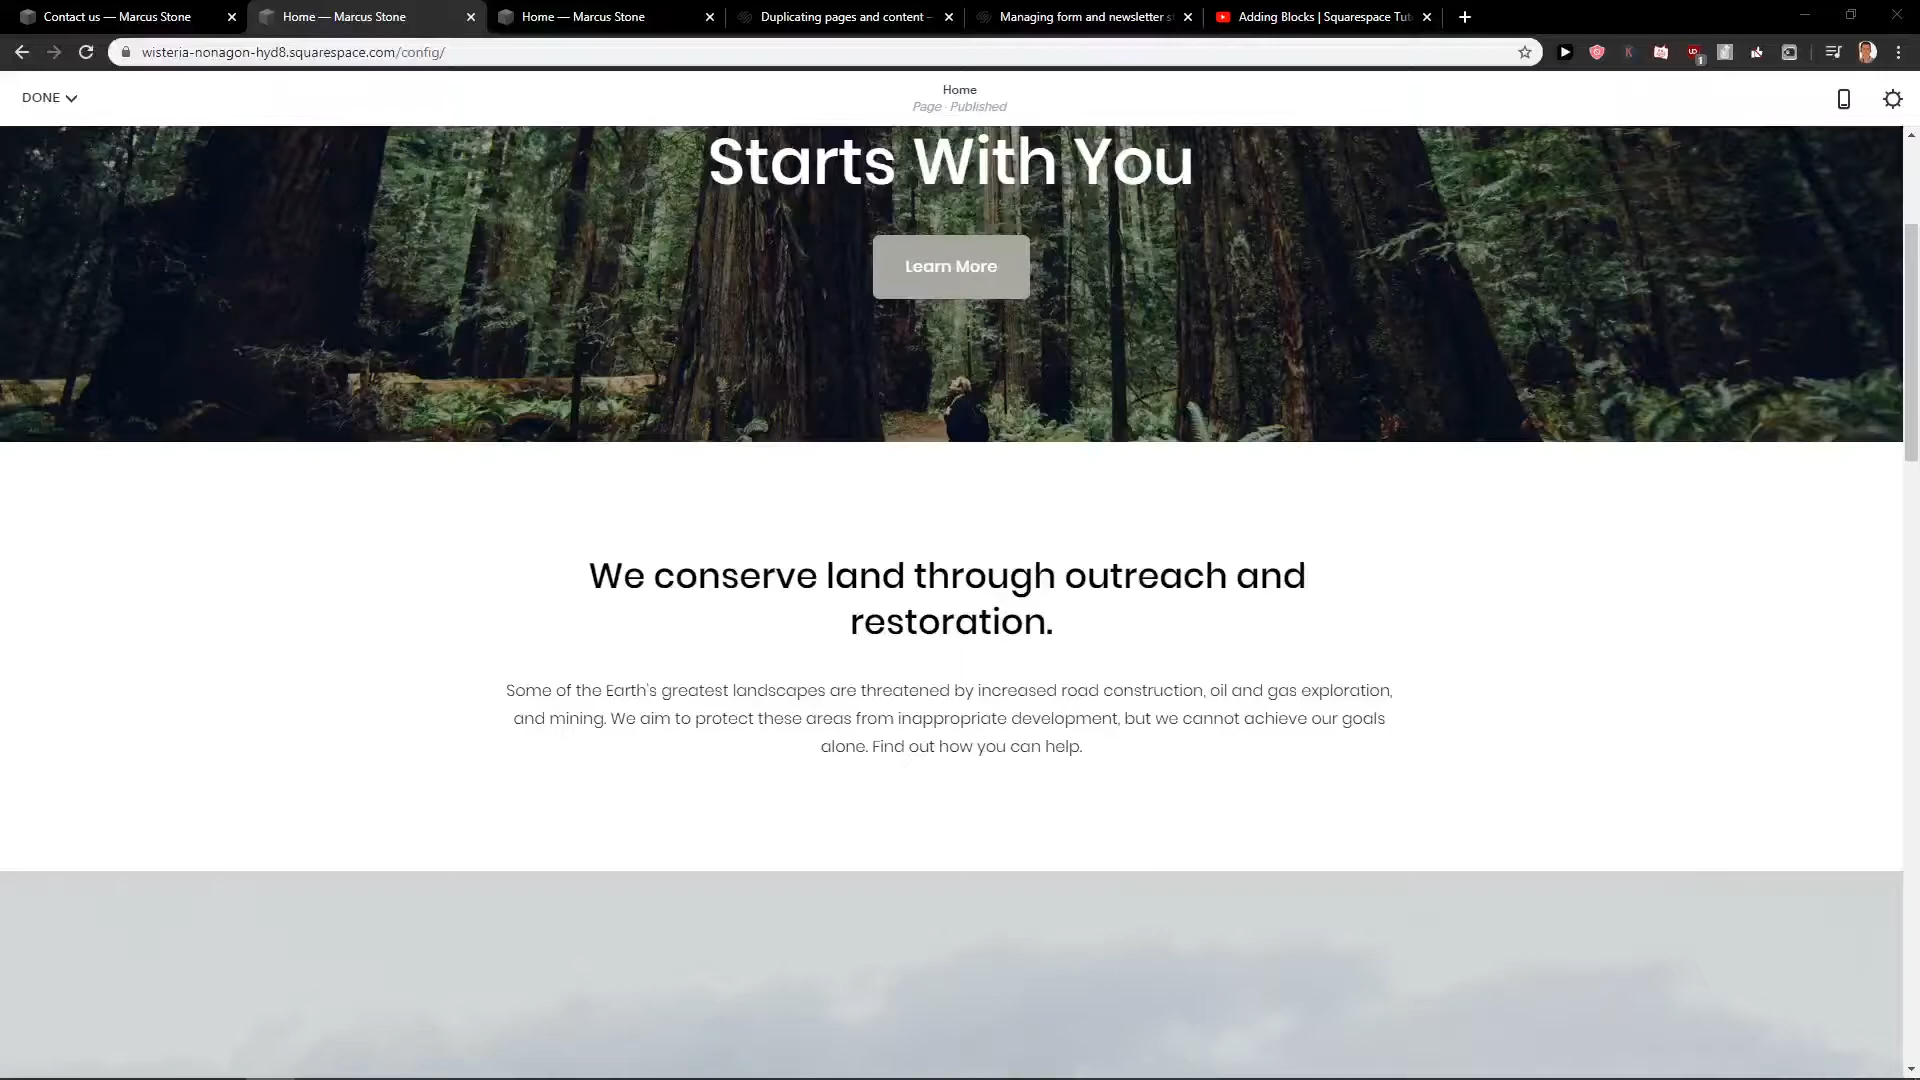 Contact us — Marcus Stone
Home — Marcus Stone
Home — Marcus Stone
Duplicating pages and content –
Managing form and newsletter s
Adding Blocks | Squarespace Tut
wisteria-nonagon-hyd8.squarespace.com/config/
1
DONE
Home
Page · Published
Starts With You
Learn More
We conserve land through outreach and
restoration.
Some of the Earth's greatest landscapes are threatened by increased road construction, oil and gas exploration,
and mining. We aim to protect these areas from inappropriate development, but we cannot achieve our goals
alone. Find out how you can help.